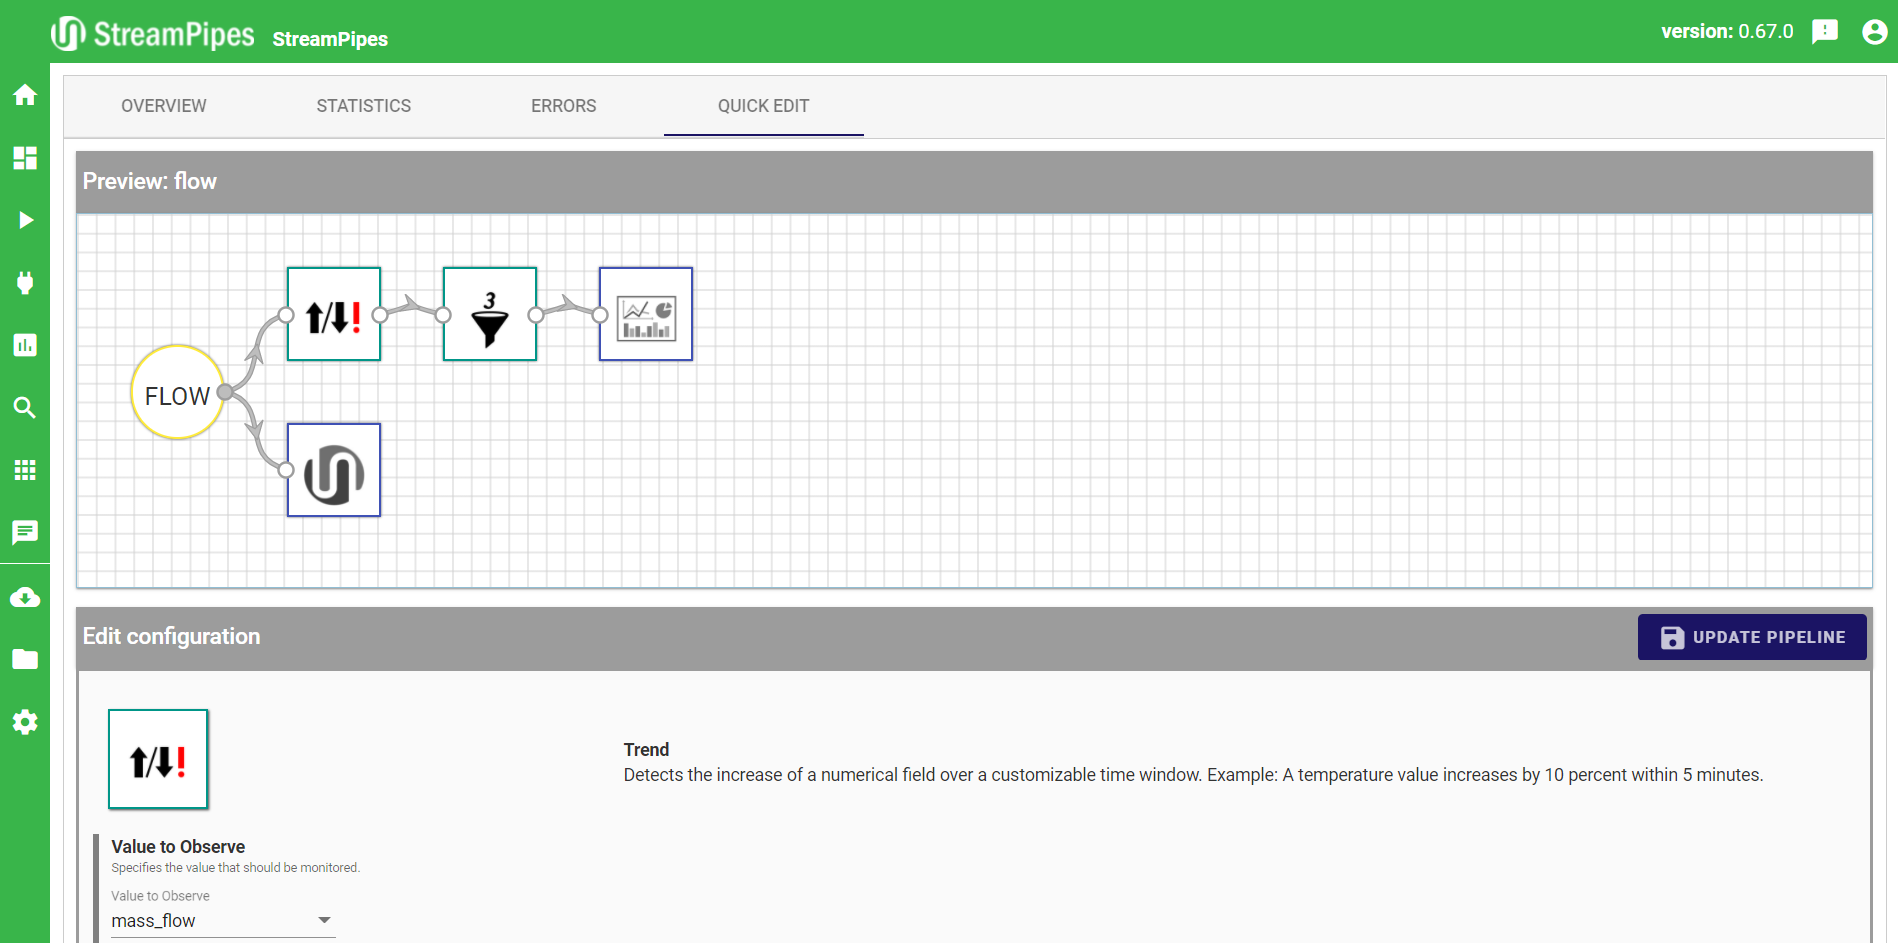 StreamPipes StreamPipes version: 0.67.0
OVERVIEW STATISTICS ERRORS QUICK EDIT
Preview: flow
3
FLOW
Edit configuration UPDATE PIPELINE
Trend
Detects the increase of a numerical field over a customizable time window. Example: A temperature value increases by 10 percent within 5 minutes.
Value to Observe
Specifies the value that should be monitored.
Value to Observe
mass_flow